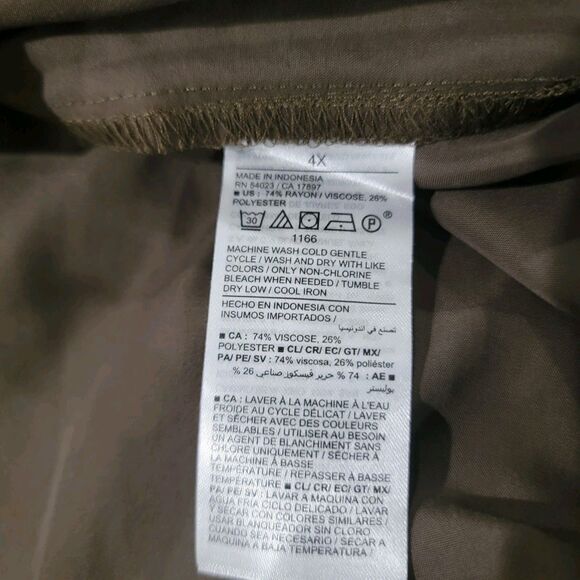 4X
MADE IN INDONESIA
RN 54023 / CA 17897
■ US : 74% RAYON / VISCOSE, 26%
POLYESTER
30 P ®
1166
MACHINE WASH COLD GENTLE
CYCLE / WASH AND DRY WITH LIKE
COLORS / ONLY NON-CHLORINE
BLEACH WHEN NEEDED / TUMBLE
DRY LOW / COOL IRON
HECHO EN INDONESIA CON
INSUMOS IMPORTADOS /
تصنع في اندونيسيا
■ CA : 74% VISCOSE, 26%
POLYESTER ■ CL/ CR/ EC/ GT/ MX/
PA/ PE/ SV : 74% viscosa, 26% poliéster
■ AE : 74 % حرير فيسكوز صناعي 26 %
بوليستر
■ CA : LAVER À LA MACHINE À L'EAU
FROIDE AU CYCLE DÉLICAT / LAVER
ET SÉCHER AVEC DES COULEURS
SEMBLABLES / UTILISER AU BESOIN
UN AGENT DE BLANCHIMENT SANS
CHLORE UNIQUEMENT / SÉCHER À
LA MACHINE À BASSE
TEMPÉRATURE / REPASSER À BASSE
TEMPÉRATURE ■ CL/ CR/ EC/ GT/ MX/
PA/ PE/ SV : LAVAR A MAQUINA CON
AGUA FRIA CICLO DELICADO / LAVAR
Y SECAR CON COLORES SIMILARES /
USAR BLANQUEADOR SIN CLORO
CUANDO SEA NECESARIO / SECAR A
MAQUINA A BAJA TEMPERATURA /